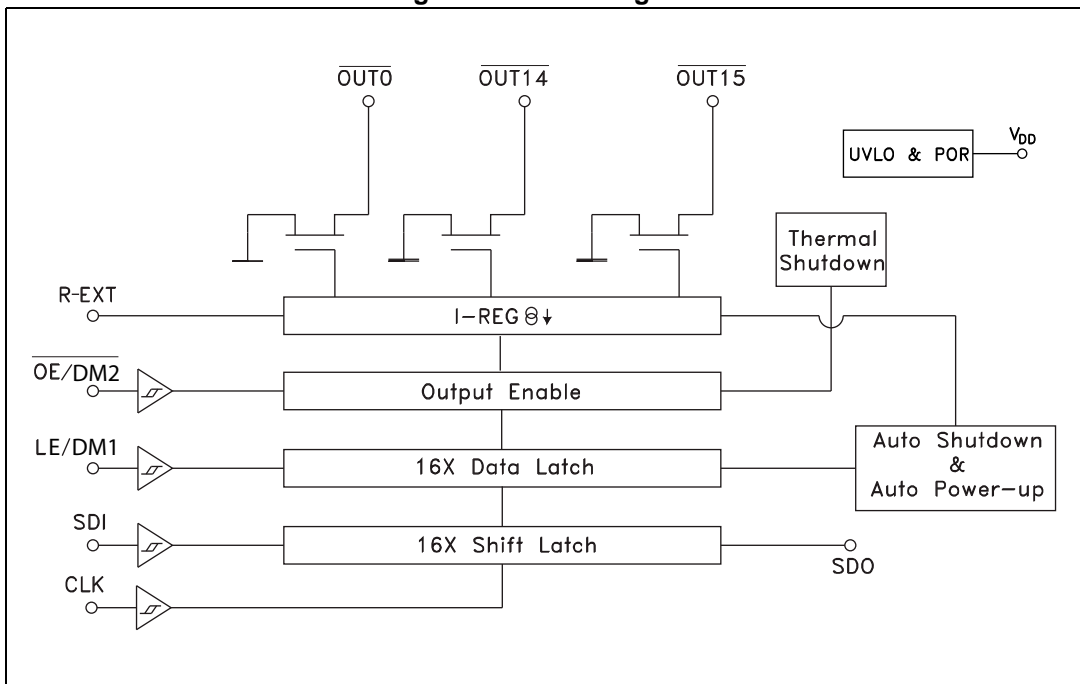 OUT0
OUT14
OUT15
UVLO & POR
VDD
Thermal
Shutdown
R-EXT
I-REG
OE/DM2
Output Enable
LE/DM1
16X Data Latch
Auto Shutdown
&
Auto Power-up
SDI
16X Shift Latch
SDO
CLK